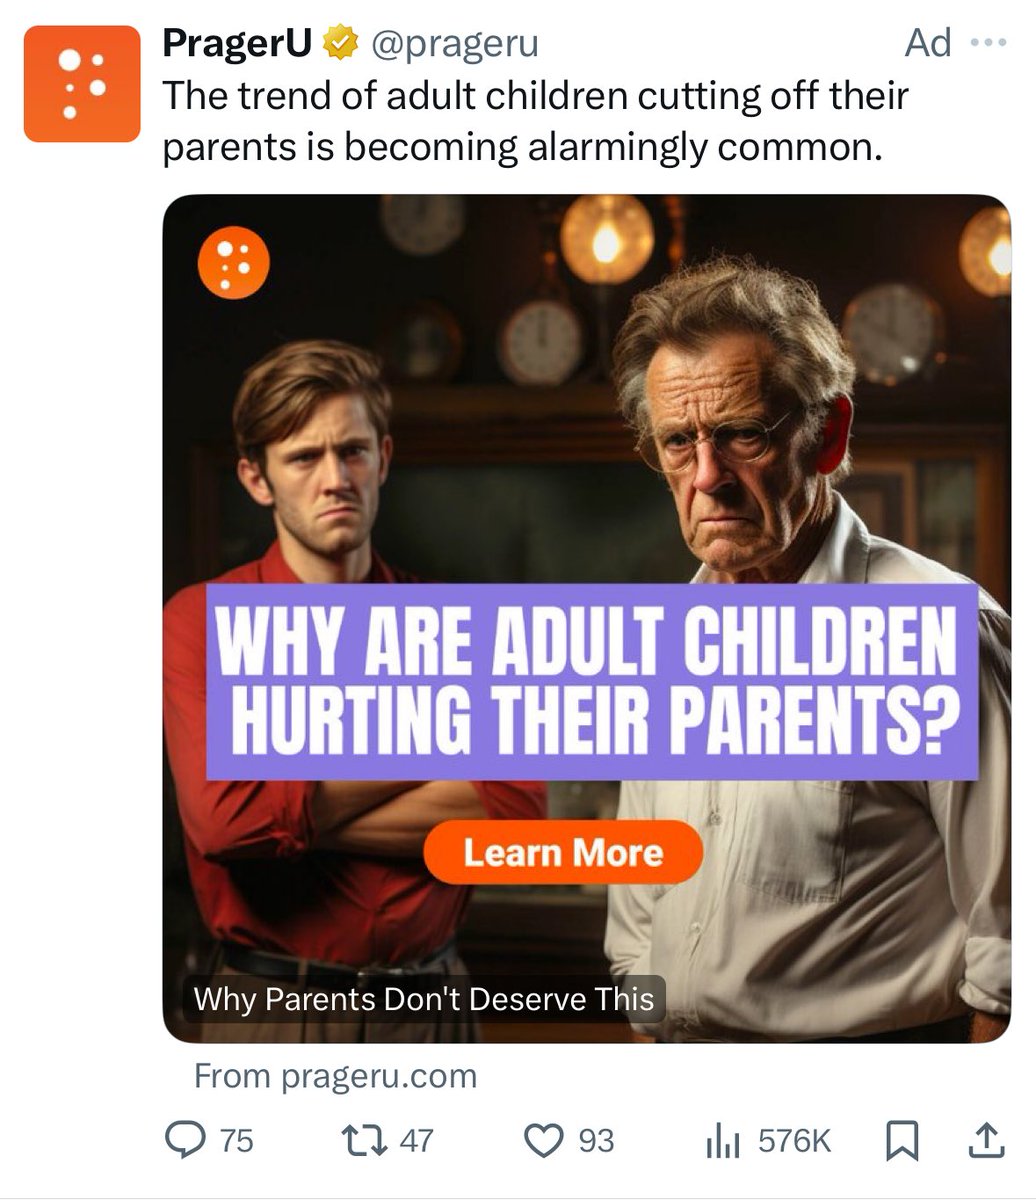 PragerU @prageru Ad
The trend of adult children cutting off their
parents is becoming alarmingly common.
WHY ARE ADULT CHILDREN
HURTING THEIR PARENTS?
Learn More
Why Parents Don't Deserve This
From prageru.com
75 47 93 576K